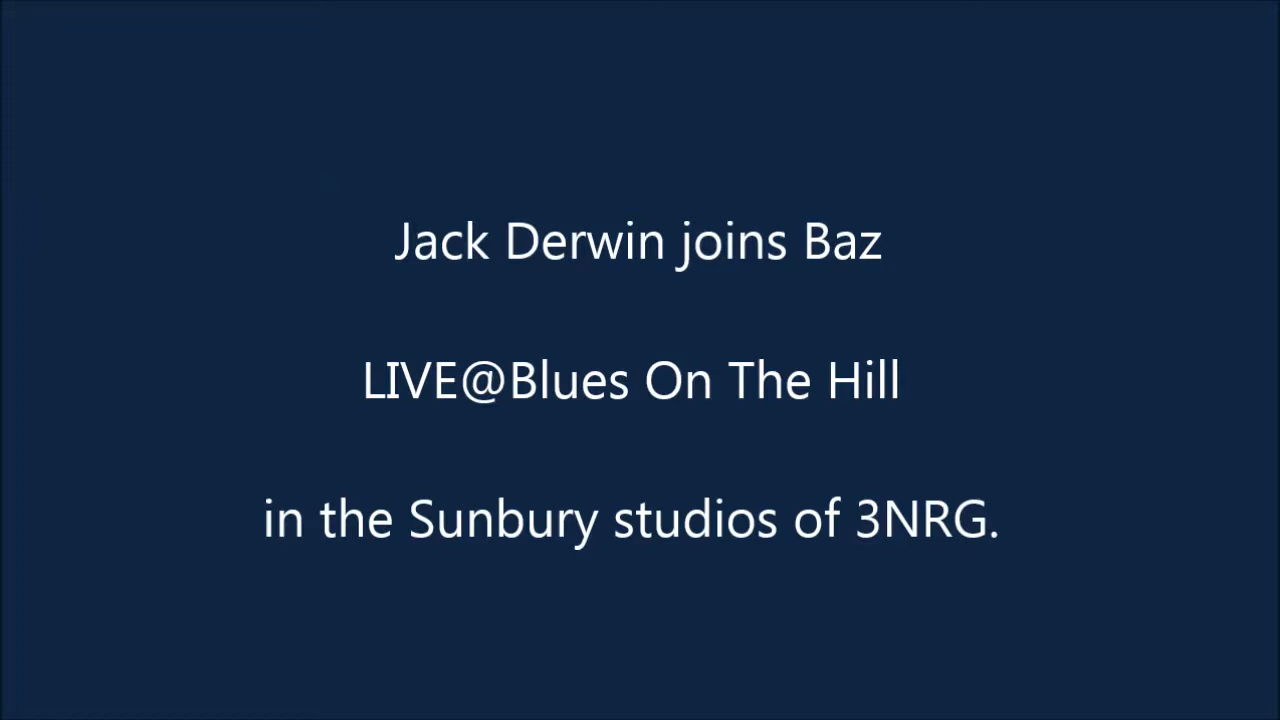 Jack Derwin joins Baz
LIVE@Blues On The Hill
in the Sunbury studios of 3NRG.